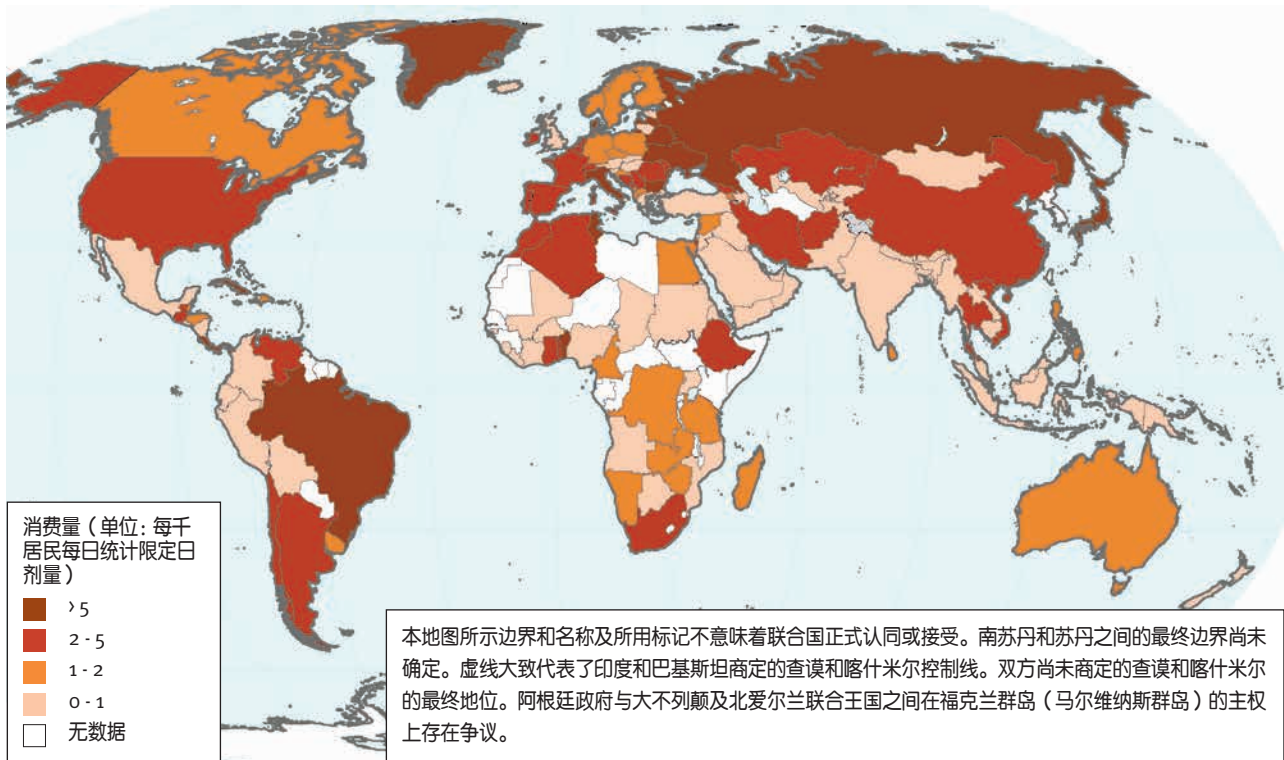 消费量（单位：每千
居民每日统计限定日
剂量）
>5
2 - 5
1 - 2
0 - 1
无数据
本地图所示边界和名称及所用标记不意味着联合国正式认同或接受。南苏丹和苏丹之间的最终边界尚未
确定。虚线大致代表了印度和巴基斯坦商定的查谟和喀什米尔控制线。双方尚未商定的查谟和喀什米尔
的最终地位。阿根廷政府与大不列颠及北爱尔兰联合王国之间在福克兰群岛（马尔维纳斯群岛）的主权
上存在争议。